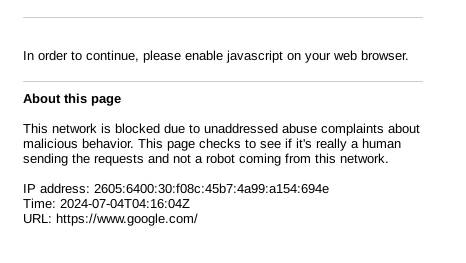 In order to continue, please enable javascript on your web browser.
About this page
This network is blocked due to unaddressed abuse complaints about
malicious behavior. This page checks to see if it's really a human
sending the requests and not a robot coming from this network.
IP address: 2605:6400:30:f08c:45b7:4a99:a154:694e
Time: 2024-07-04T04:16:04Z
URL: https://www.google.com/